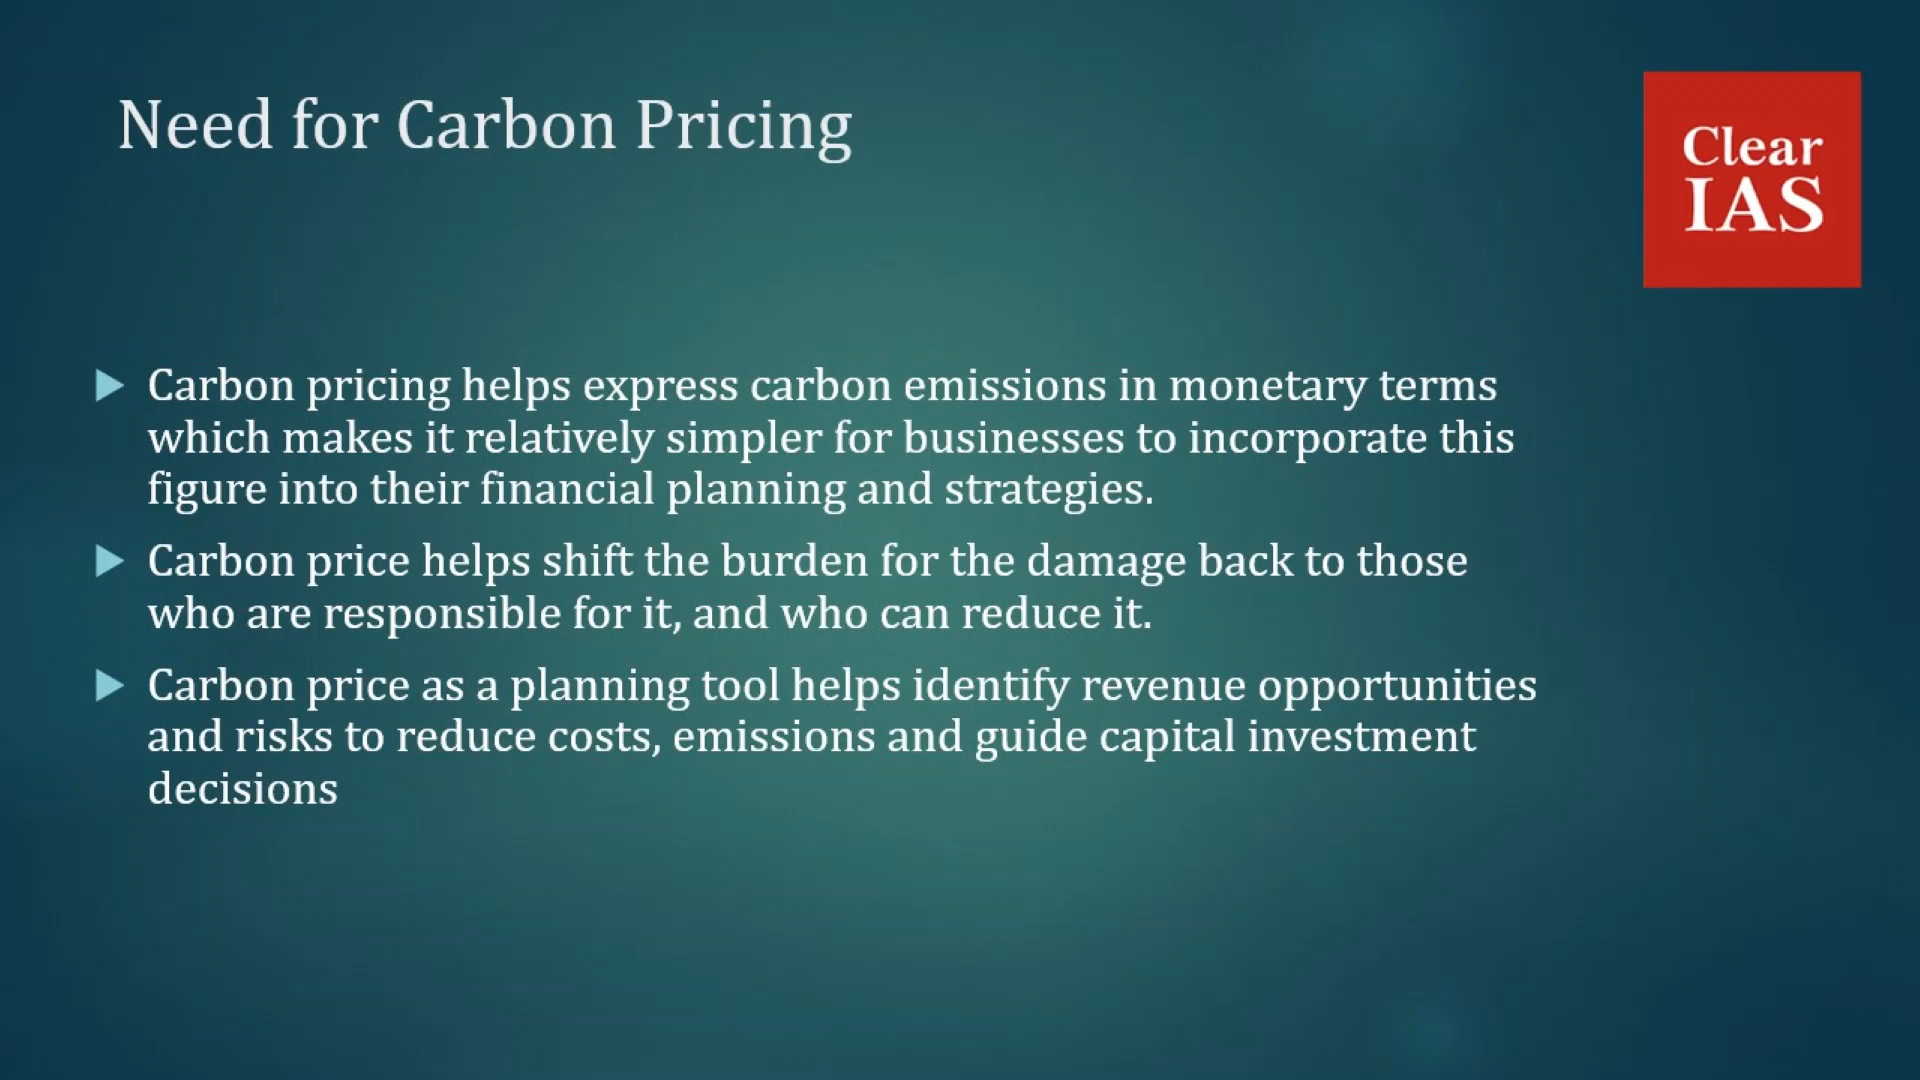 Need for Carbon Pricing
Clear
IAS
Carbon pricing helps express carbon emissions in monetary terms
which makes it relatively simpler for businesses to incorporate this
figure into their financial planning and strategies.
Carbon price helps shift the burden for the damage back to those
who are responsible for it, and who can reduce it.
Carbon price as a planning tool helps identify revenue opportunities
and risks to reduce costs, emissions and guide capital investment
decisions